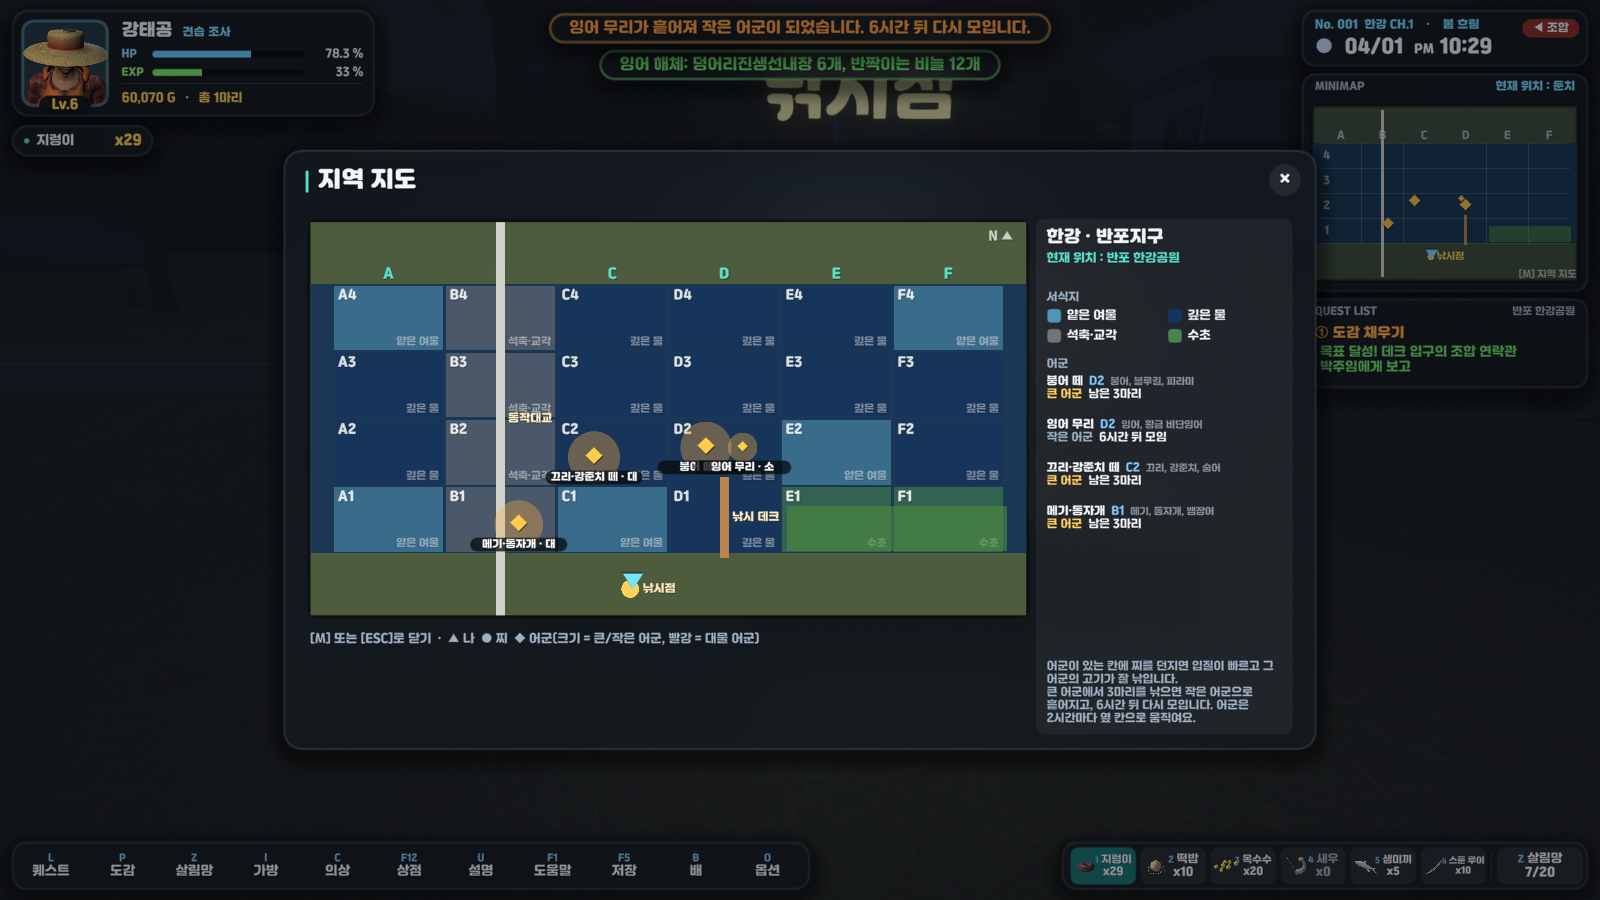 강태공 견습 조사
HP 78.3 %
EXP 33 %
Lv.6
60,070 G · 총 1마리
지렁이 x29
잉어 무리가 흩어져 작은 어군이 되었습니다. 6시간 뒤 다시 모입니다.
잉어 해체: 덩어리진생선내장 6개, 반짝이는 비늘 12개
낚시점
No. 001 한강 CH.1 · 봄 흐림
◀ 조합
04/01 PM 10:29
MINIMAP 현재 위치 : 둔치
A B C D E F
4
3
2
1
낚시점
[M] 지역 지도
QUEST LIST 반포 한강공원
① 도감 채우기
목표 달성! 데크 입구의 조합 연락관
박주임에게 보고
지역 지도
N ▲
A C D E F
A4 B4 C4 D4 E4 F4
얕은 여울 석축·교각 깊은 물 깊은 물 깊은 물 얕은 여울
A3 B3 C3 D3 E3 F3
깊은 물 석축·교각 깊은 물 깊은 물 깊은 물 깊은 물
동작대교
A2 B2 C2 D2 E2 F2
붕어 잉어 무리 · 소
깊은 물 석축·교각 끄리·강준치 떼 · 대 얕은 여울 깊은 물
A1 B1 C1 D1 E1 F1
낚시 데크
얕은 여울 메기·동자개 · 대 얕은 여울 깊은 물 수초 수초
낚시점
[M] 또는 [ESC]로 닫기 · ▲ 나 ● 찌 ◆ 어군(크기 = 큰/작은 어군, 빨강 = 대물 어군)
한강 · 반포지구
현재 위치 : 반포 한강공원
서식지
얕은 여울 깊은 물
석축·교각 수초
어군
붕어 떼 D2 붕어, 블루길, 피라미
큰 어군 남은 3마리
잉어 무리 D2 잉어, 황금 비단잉어
작은 어군 6시간 뒤 모임
끄리·강준치 떼 C2 끄리, 강준치, 숭어
큰 어군 남은 3마리
메기·동자개 B1 메기, 동자개, 뱀장어
큰 어군 남은 3마리
어군이 있는 칸에 찌를 던지면 입질이 빠르고 그
어군의 고기가 잘 낚입니다.
큰 어군에서 3마리를 낚으면 작은 어군으로
흩어지고, 6시간 뒤 다시 모입니다. 어군은
2시간마다 옆 칸으로 움직여요.
L P Z I C F12 U F1 F5 B O
퀘스트 도감 살림망 가방 의상 상점 설명 도움말 저장 배 옵션
1 지렁이 x29
2 떡밥 x10
3 옥수수 x20
4 새우 x0
5 생미끼 x5
6 스푼 루어 x10
Z 살림망
7/20